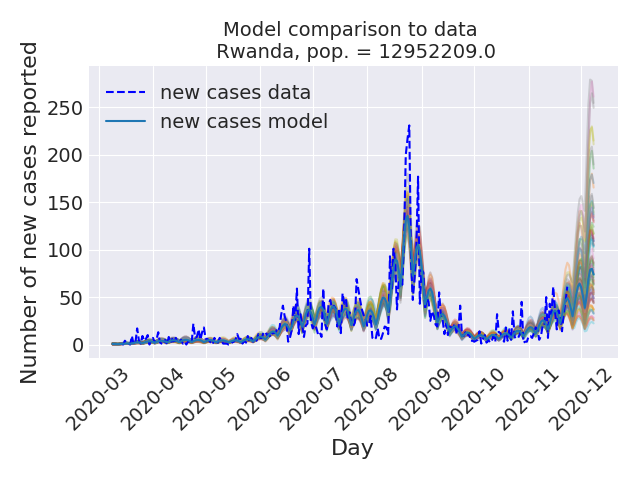 Model comparison to data
Rwanda, pop. = 12952209.0
Number of new cases reported
new cases data
new cases model
250
200
150
100
50
0
2020-03
2020-04
2020-05
2020-06
2020-07
2020-08
2020-09
2020-10
2020-11
2020-12
Day